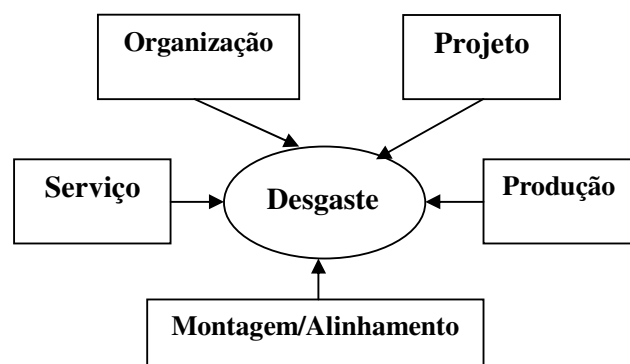 Organização
Projeto
Serviço
Desgaste
Produção
Montagem/Alinhamento